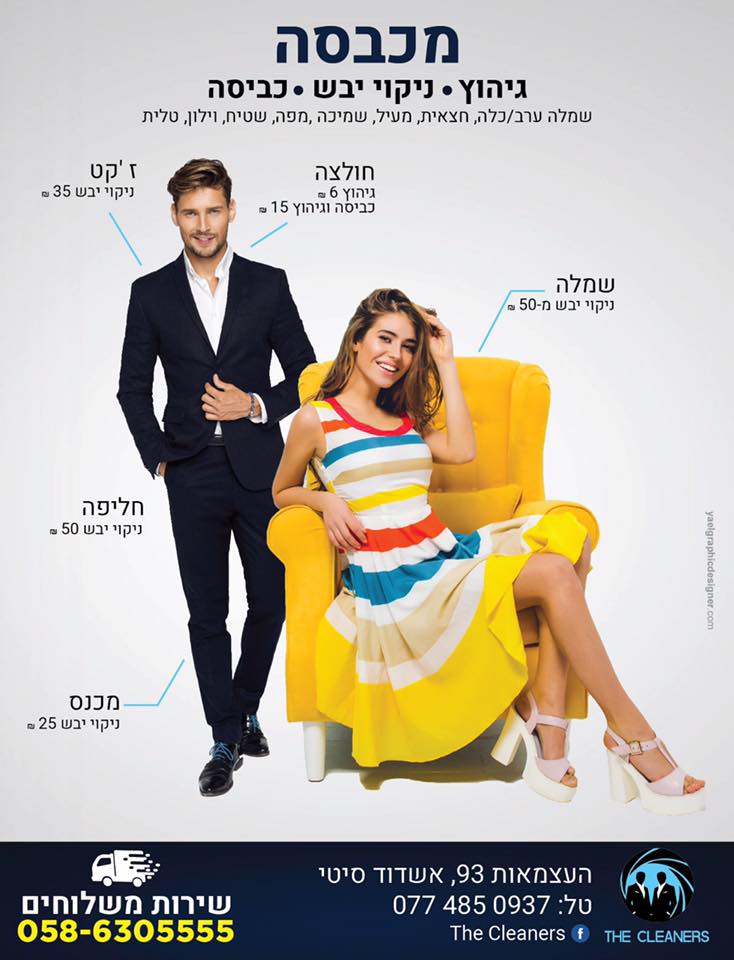 מכבסה
גיהוץ • ניקוי יבש • כביסה
שמלה ערב/כלה, חצאית, מעיל, שמיכה ,מפה, שטיח, וילון, טלית
חולצה
גיהוץ 6 ₪
כביסה וגיהוץ 15 ₪
ז'קט
ניקוי יבש 35 ₪
שמלה
ניקוי יבש מ-50 ₪
חליפה
ניקוי יבש 50 ₪
מכנס
ניקוי יבש 25 ₪
yaelgraphicdesigner.com
העצמאות 93, אשדוד סיטי
טל: 077 485 0937
The Cleaners f
THE CLEANERS
שירות משלוחים
058-6305555